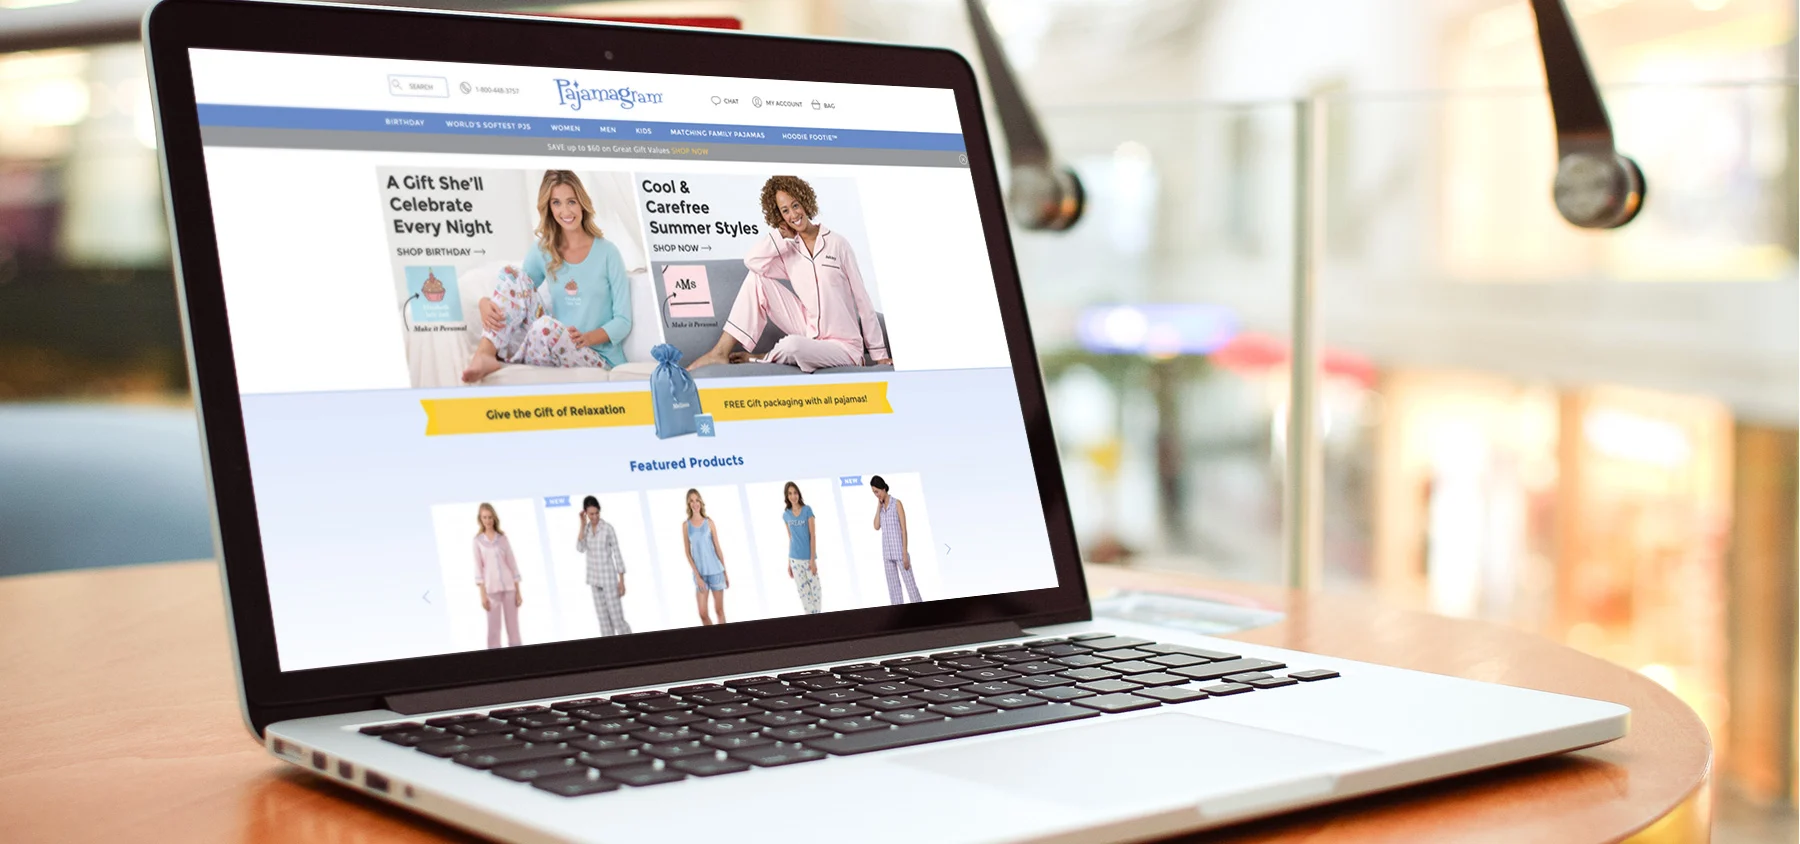 SEARCH
1-800-448-3757
Pajamagram
CHAT
MY ACCOUNT
BAG
BIRTHDAY WORLD'S SOFTEST PJS WOMEN MEN KIDS MATCHING FAMILY PAJAMAS HOODIE FOOTIE™
SAVE up to $60 on Great Gift Values SHOP NOW
A Gift She'll
Celebrate
Every Night
SHOP BIRTHDAY
Make it Personal
Cool &
Carefree
Summer Styles
SHOP NOW
AMS
Make it Personal
Give the Gift of Relaxation
FREE Gift packaging with all pajamas!
Featured Products
NEW
NEW
DREAM